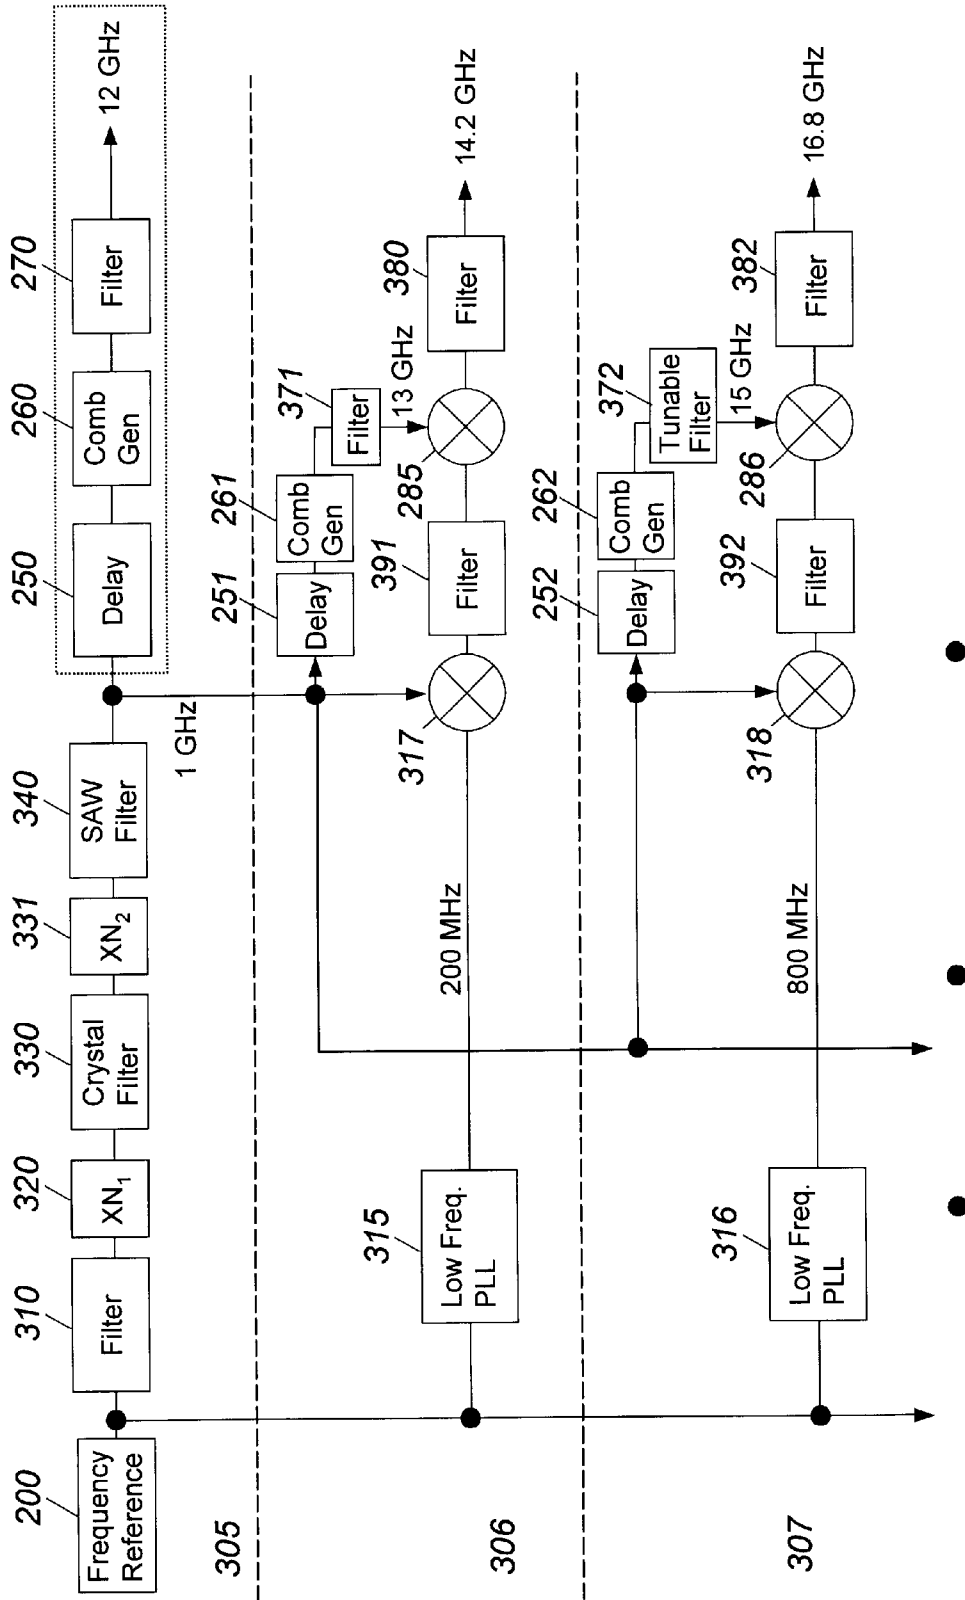 200
Frequency
Reference
310
Filter
320
XN1
330
Crystal
Filter
331
XN2
340
SAW
Filter
250
Delay
260
Comb
Gen
270
Filter
12 GHz
1 GHz
305
251
Delay
261
Comb
Gen
371
Filter
13 GHz
315
Low Freq.
PLL
200 MHz
317
391
Filter
285
380
Filter
14.2 GHz
306
252
Delay
262
Comb
Gen
372
Tunable
Filter
15 GHz
316
Low Freq.
PLL
800 MHz
318
392
Filter
286
382
Filter
16.8 GHz
307